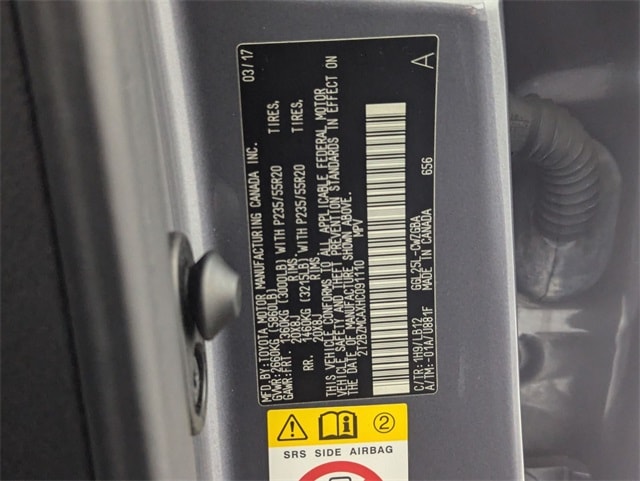 MFD.BY:TOYOTA MOTOR MANUFACTURING CANADA INC. 03/17
GVWR:2660KG(5860LB)
GAWR:FRT. 1360KG (3000LB) WITH P235/55R20 TIRES,
20X8J RIMS,
RR. 1460KG (3215LB) WITH P235/55R20 TIRES,
20X8J RIMS,
THIS VEHICLE CONFORMS TO ALL APPLICABLE FEDERAL MOTOR
VEHICLE SAFETY AND THEFT PREVENTION STANDARDS IN EFFECT ON
THE DATE OF MANUFACTURE SHOWN ABOVE.
2T2BZMCAXHC091110 MPV
C/TR:1H9/LB12 GGL25L-CWZGBA 656
A/TM:-01A/U881F MADE IN CANADA A
2
SRS SIDE AIRBAG